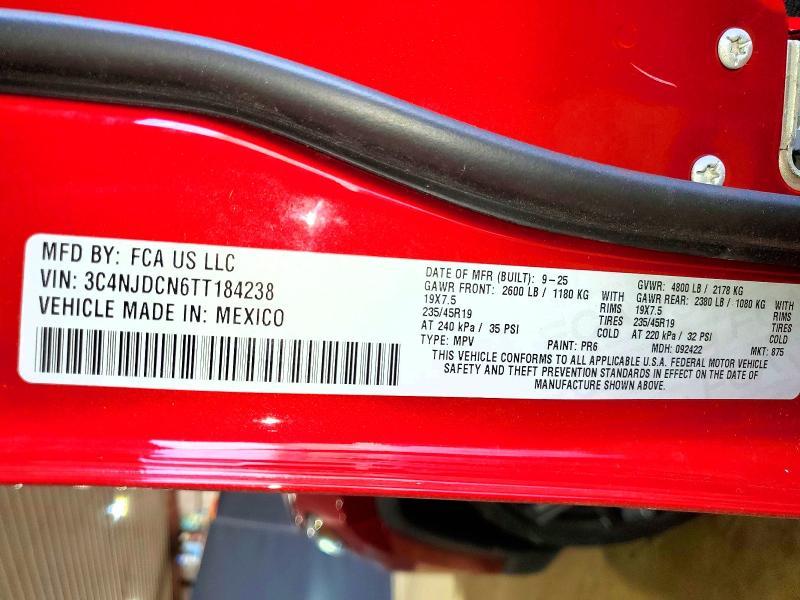 MFD BY: FCA US LLC
VIN: 3C4NJDCN6TT184238
VEHICLE MADE IN: MEXICO
DATE OF MFR (BUILT): 9-25 GVWR: 4800 LB / 2178 KG
GAWR FRONT: 2600 LB / 1180 KG WITH GAWR REAR: 2380 LB / 1080 KG WITH
19X7.5 RIMS 19X7.5 RIMS
235/45R19 TIRES 235/45R19 TIRES
AT 240 kPa / 35 PSI COLD AT 220 kPa / 32 PSI COLD
TYPE: MPV PAINT: PR6 MDH: 092422 MKT: 875
THIS VEHICLE CONFORMS TO ALL APPLICABLE U.S.A. FEDERAL MOTOR VEHICLE
SAFETY AND THEFT PREVENTION STANDARDS IN EFFECT ON THE DATE OF
MANUFACTURE SHOWN ABOVE.